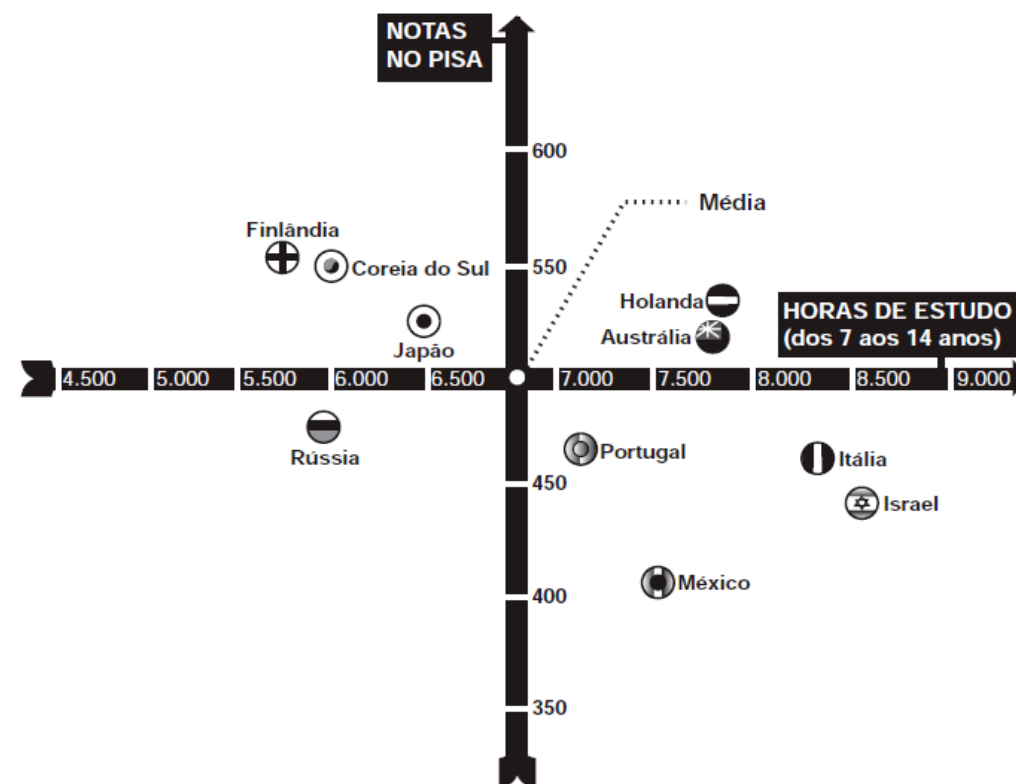 NOTAS
NO PISA
600
Média
Finlândia
Coreia do Sul
550
Holanda
HORAS DE ESTUDO
(dos 7 aos 14 anos)
Austrália
Japão
4.500 5.000 5.500 6.000 6.500 7.000 7.500 8.000 8.500 9.000
Rússia
Portugal
Itália
450
Israel
México
400
350